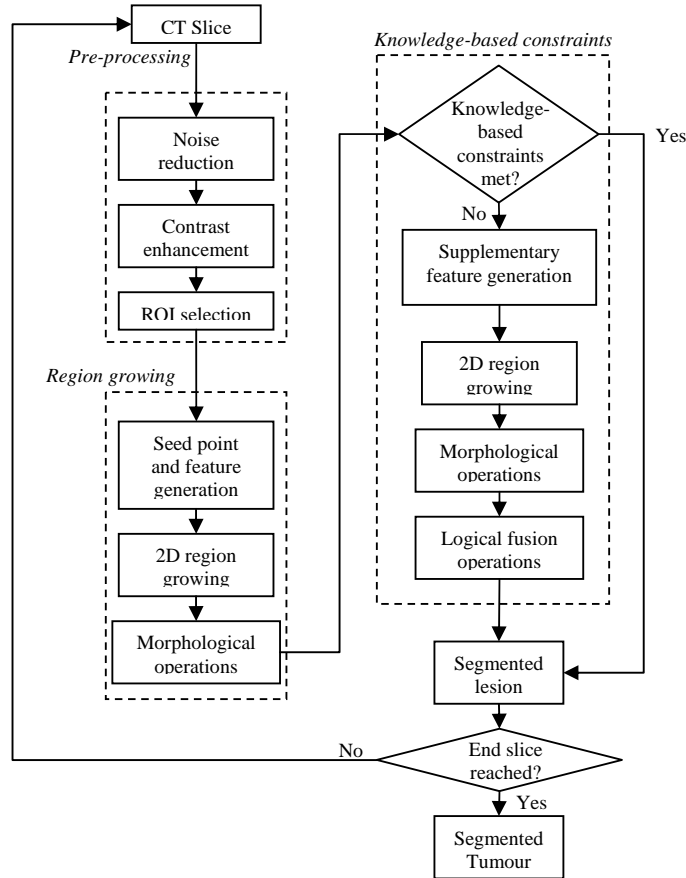 CT Slice
Pre-processing
Noise
reduction
Contrast
enhancement
ROI selection
Region growing
Seed point
and feature
generation
2D region
growing
Morphological
operations
Knowledge-based constraints
Knowledge-
based
constraints
met?
Yes
No
Supplementary
feature generation
2D region
growing
Morphological
operations
Logical fusion
operations
Segmented
lesion
End slice
reached?
No
Yes
Segmented
Tumour